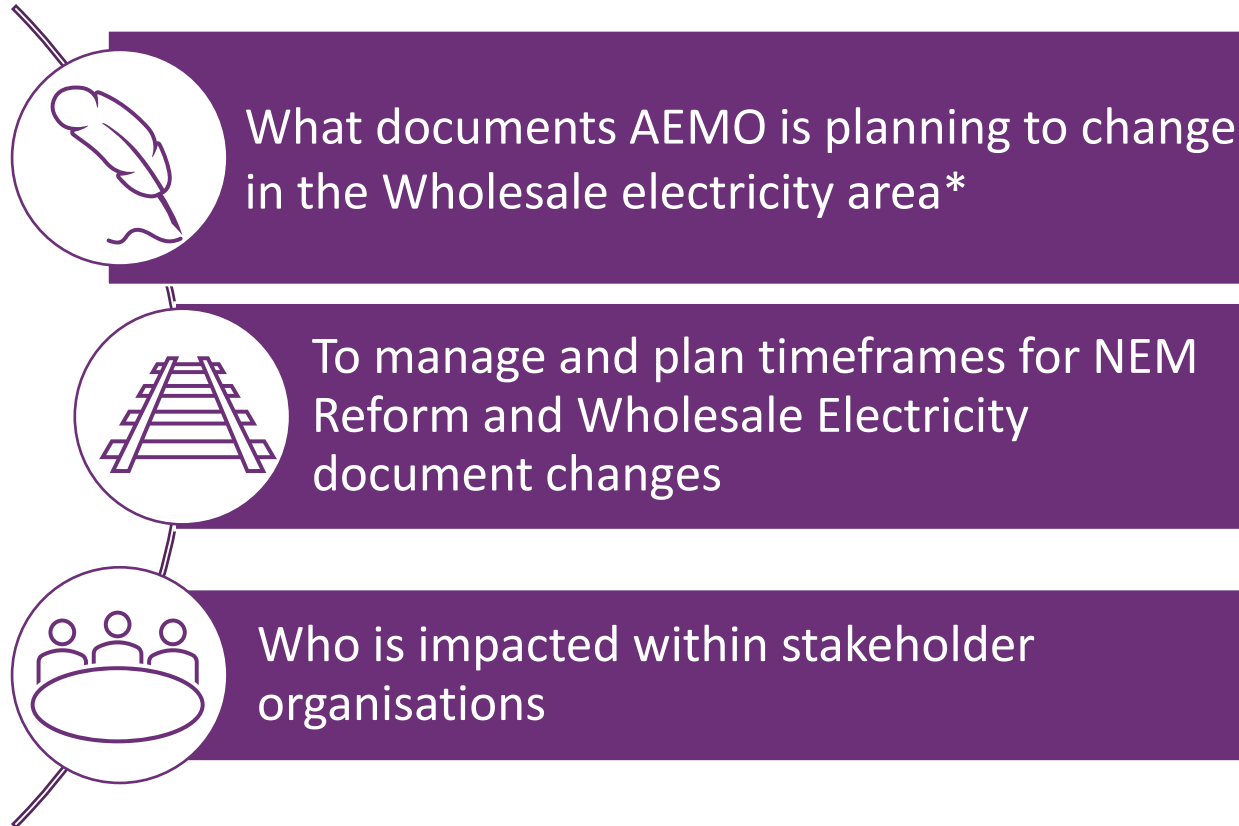 What documents AEMO is planning to change
in the Wholesale electricity area*
To manage and plan timeframes for NEM
Reform and Wholesale Electricity
document changes
Who is impacted within stakeholder
organisations